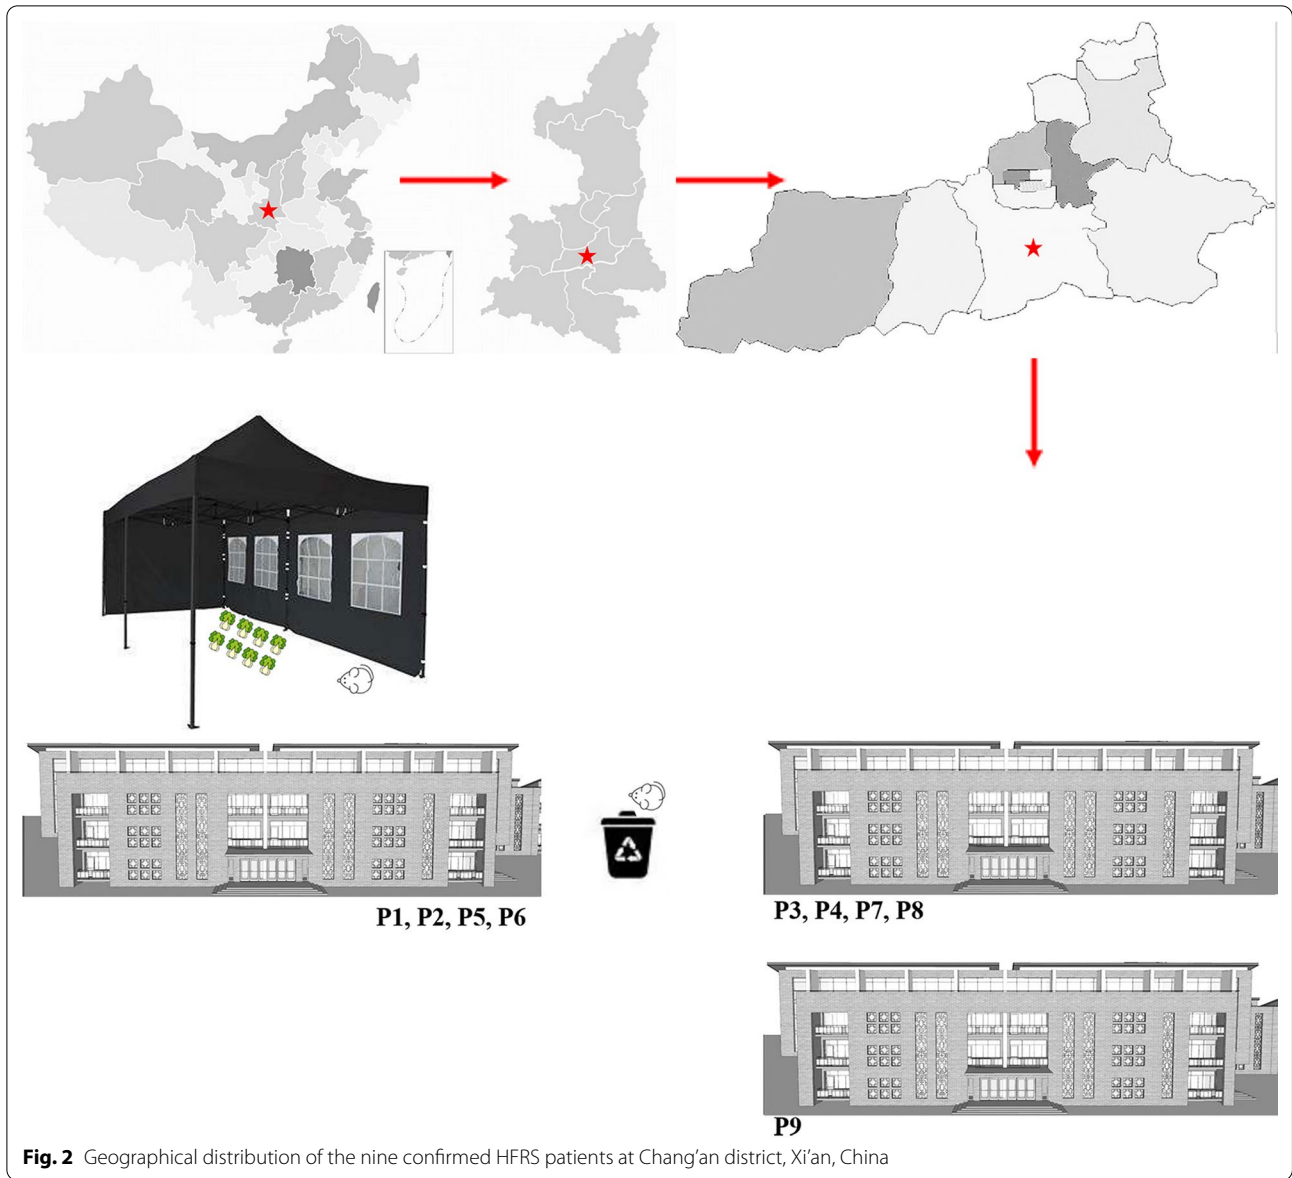 P1, P2, P5, P6
P3, P4, P7, P8
P9
Fig. 2 Geographical distribution of the nine confirmed HFRS patients at Chang’an district, Xi’an, China